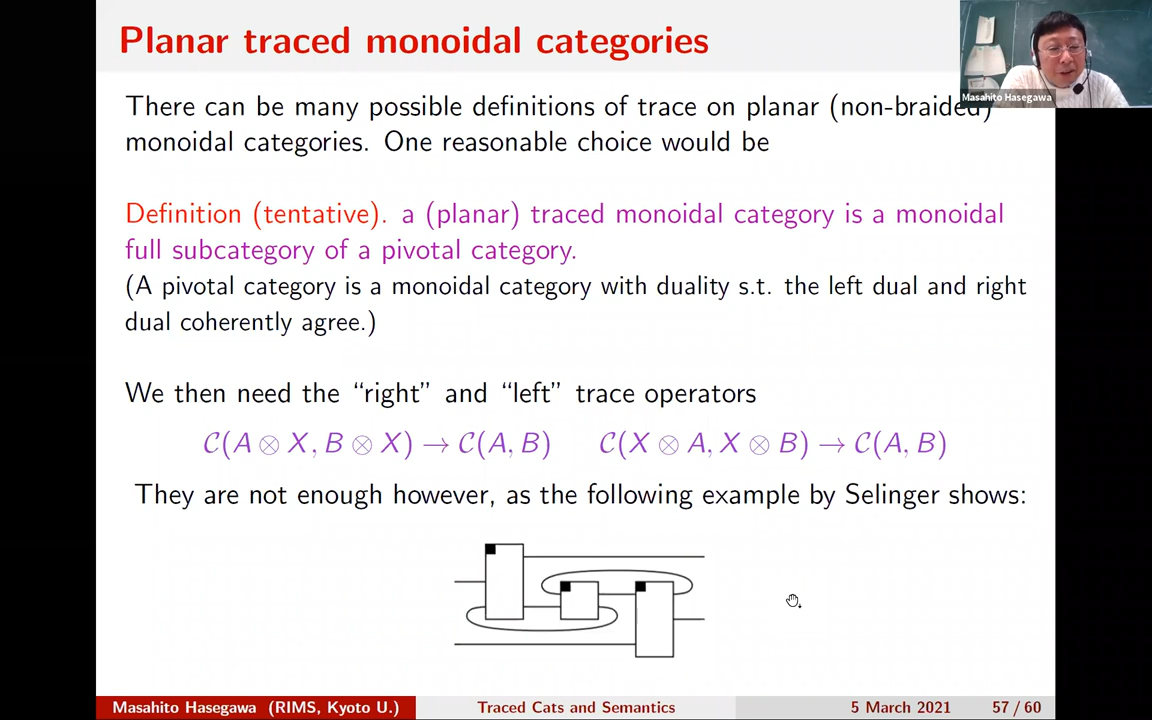 Planar traced monoidal categories
Masahito Hasegawa
There can be many possible definitions of trace on planar (non-braided)
monoidal categories. One reasonable choice would be
Definition (tentative). a (planar) traced monoidal category is a monoidal
full subcategory of a pivotal category.
(A pivotal category is a monoidal category with duality s.t. the left dual and right
dual coherently agree.)
We then need the “right” and “left” trace operators
𝒞(A ⊗ X, B ⊗ X) → 𝒞(A, B) 𝒞(X ⊗ A, X ⊗ B) → 𝒞(A, B)
They are not enough however, as the following example by Selinger shows:
Masahito Hasegawa (RIMS, Kyoto U.) Traced Cats and Semantics 5 March 2021 57 / 60